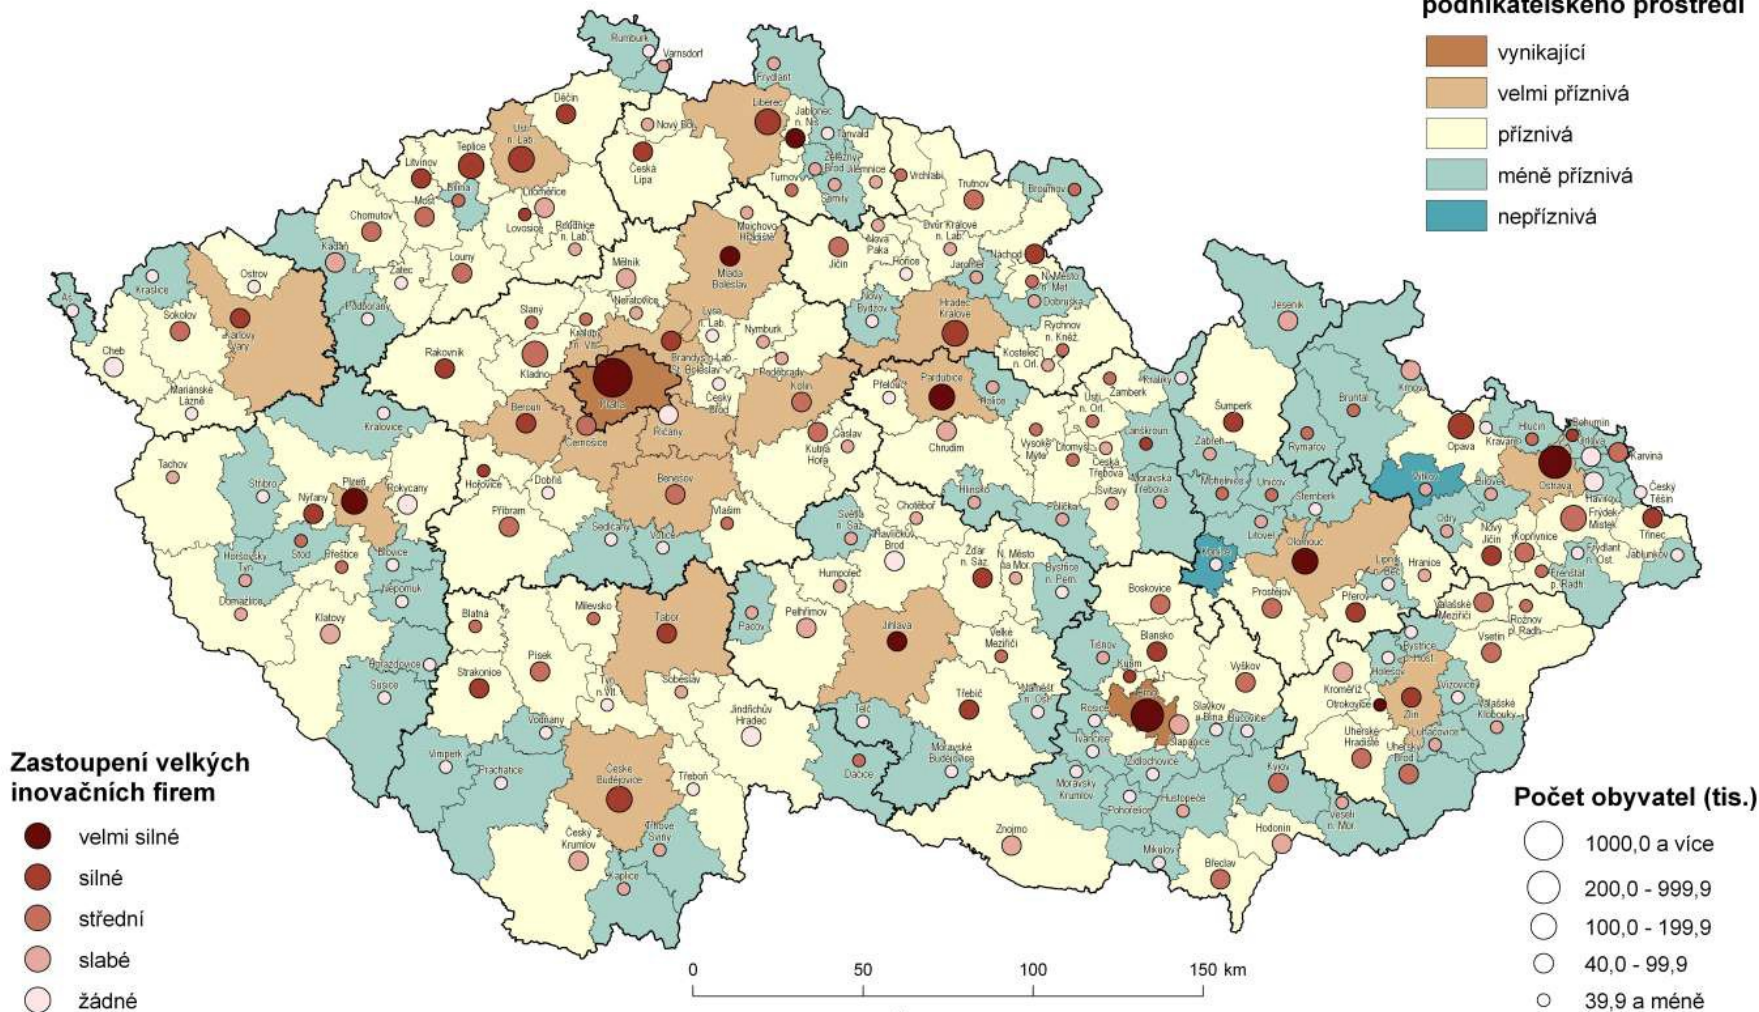 podnikatelského prostředí
vynikající
velmi příznivá
příznivá
méně příznivá
nepříznivá
Rumburk
Varnsdorf
Frýdlant
Děčín
Liberec
Jablonec
n. Nis.
Nový Bor
Tanvald
Ústí
n. Lab.
Teplice
Litvínov
Česká
Lípa
Železný
Brod
Jilemnice
Vrchlabí
Turnov
Semily
Trutnov
Broumov
Bílina
Most
Litoměřice
Chomutov
Lovosice
Roudnice
n. Lab.
Mnichovo
Hradiště
Nová
Paka
Dvůr Králové
n. Lab.
Kadaň
Louny
Žatec
Mělník
Mladá
Boleslav
Jičín
Hořice
Jaroměř
Náchod
N. Město
n. Met.
Dobruška
Kraslice
Ostrov
Aš
Podbořany
Sokolov
Karlovy
Vary
Slaný
Neratovice
Kralupy
n. Vlt.
Lysá
n. Lab.
Nymburk
Nový
Bydžov
Hradec
Králové
Rychnov
n. Kněž.
Jeseník
Cheb
Rakovník
Kladno
Brandýs n. Lab. -
St. Boleslav
Poděbrady
Kostelec
n. Orl.
Mariánské
Lázně
Praha
Český
Brod
Kolín
Přelouč
Pardubice
Holice
Žamberk
Králíky
Ústí
n. Orl.
Šumperk
Bruntál
Krnov
Kralovice
Beroun
Černošice
Říčany
Kutná
Hora
Čáslav
Chrudim
Vysoké
Mýto
Litomyšl
Česká
Třebová
Lanškroun
Zábřeh
Rýmařov
Opava
Kravaře
Hlučín
Bohumín
Orlová
Karviná
Tachov
Stříbro
Nýřany
Plzeň
Rokycany
Hořovice
Dobříš
Benešov
Vlašim
Hlinsko
Polička
Svitavy
Moravská
Třebová
Mohelnice
Uničov
Šternberk
Vítkov
Bílovec
Ostrava
Havířov
Český
Těšín
Příbram
Sedlčany
Votice
Světlá
n. Sáz.
Chotěboř
Havlíčkův
Brod
Litovel
Olomouc
Odry
Nový
Jičín
Kopřivnice
Frýdek
Místek
Třinec
Horšovský
Týn
Stod
Přeštice
Blovice
Humpolec
Žďár
n. Sáz.
N. Město
na Mor.
Bystřice
n. Pern.
Boskovice
Konice
Prostějov
Přerov
Lipník
n. Beč.
Hranice
Frenštát
p. Radh.
Frýdlant
n. Ost.
Jablunkov
Domažlice
Klatovy
Nepomuk
Blatná
Milevsko
Tábor
Pacov
Pelhřimov
Jihlava
Velké
Meziříčí
Tišnov
Blansko
Kuřim
Vyškov
Valašské
Meziříčí
Rožnov
p. Radh.
Vsetín
Bystřice
p. Host.
Holešov
Horažďovice
Sušice
Strakonice
Písek
Týn
n. Vlt.
Soběslav
Jindřichův
Hradec
Třebíč
Náměšť
n. Osl.
Rosice
Brno
Slavkov
u Brna
Bučovice
Kroměříž
Otrokovice
Zlín
Vizovice
Valašské
Klobouky
Luhačovice
Vodňany
Vimperk
Prachatice
České
Budějovice
Třeboň
Telč
Dačice
Moravské
Budějovice
Ivančice
Šlapanice
Židlochovice
Moravský
Krumlov
Pohořelice
Hustopeče
Kyjov
Uherské
Hradiště
Uherský
Brod
Veselí
n. Mor.
Český
Krumlov
Trhové
Sviny
Kaplice
Znojmo
Mikulov
Břeclav
Hodonín
Zastoupení velkých
inovačních firem
velmi silné
silné
střední
slabé
žádné
0 50 100 150 km
Počet obyvatel (tis.)
1000,0 a více
200,0 - 999,9
100,0 - 199,9
40,0 - 99,9
39,9 a méně